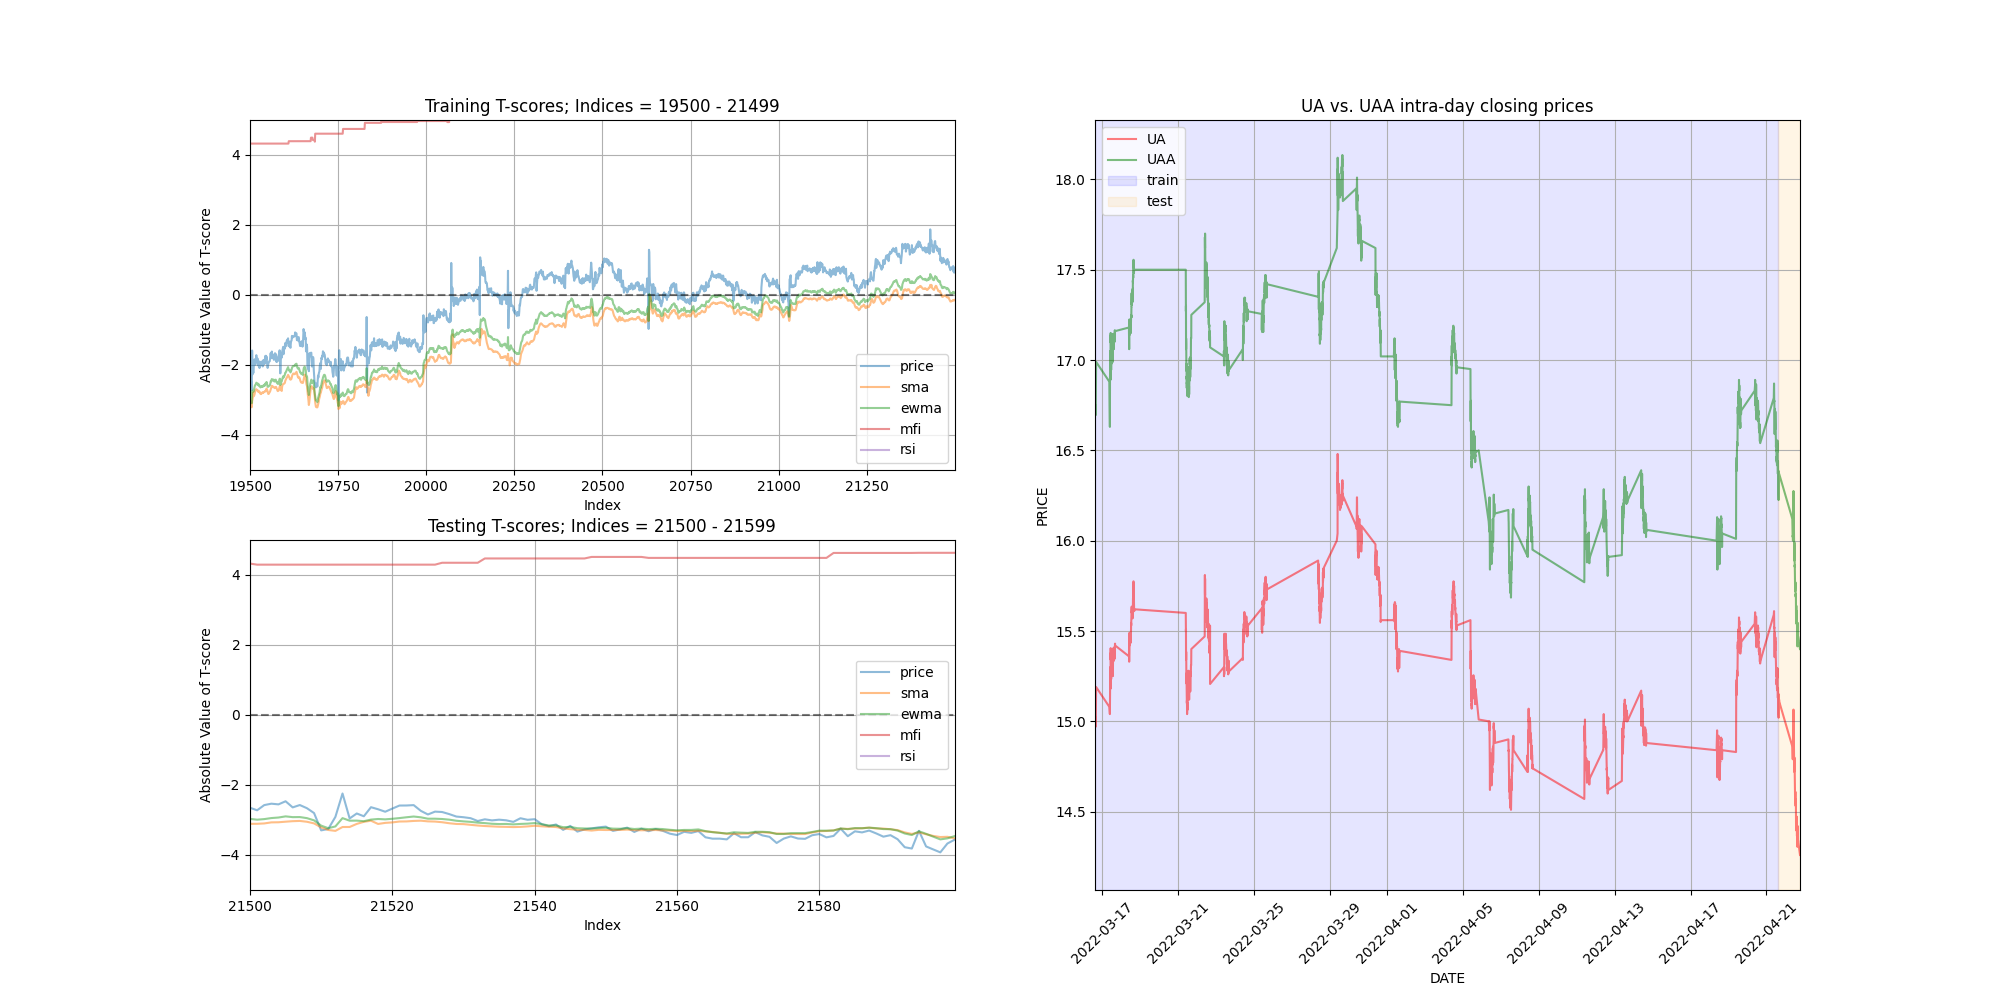 Training T-scores; Indices = 19500 - 21499
Absolute Value of T-score
4
2
0
−2
−4
price
sma
ewma
mfi
rsi
19500 19750 20000 20250 20500 20750 21000 21250
Index
Testing T-scores; Indices = 21500 - 21599
Absolute Value of T-score
4
2
0
−2
−4
price
sma
ewma
mfi
rsi
21500 21520 21540 21560 21580
Index
UA vs. UAA intra-day closing prices
UA
UAA
train
test
PRICE
18.0
17.5
17.0
16.5
16.0
15.5
15.0
14.5
2022-03-17 2022-03-21 2022-03-25 2022-03-29 2022-04-01 2022-04-05 2022-04-09 2022-04-13 2022-04-17 2022-04-21
DATE